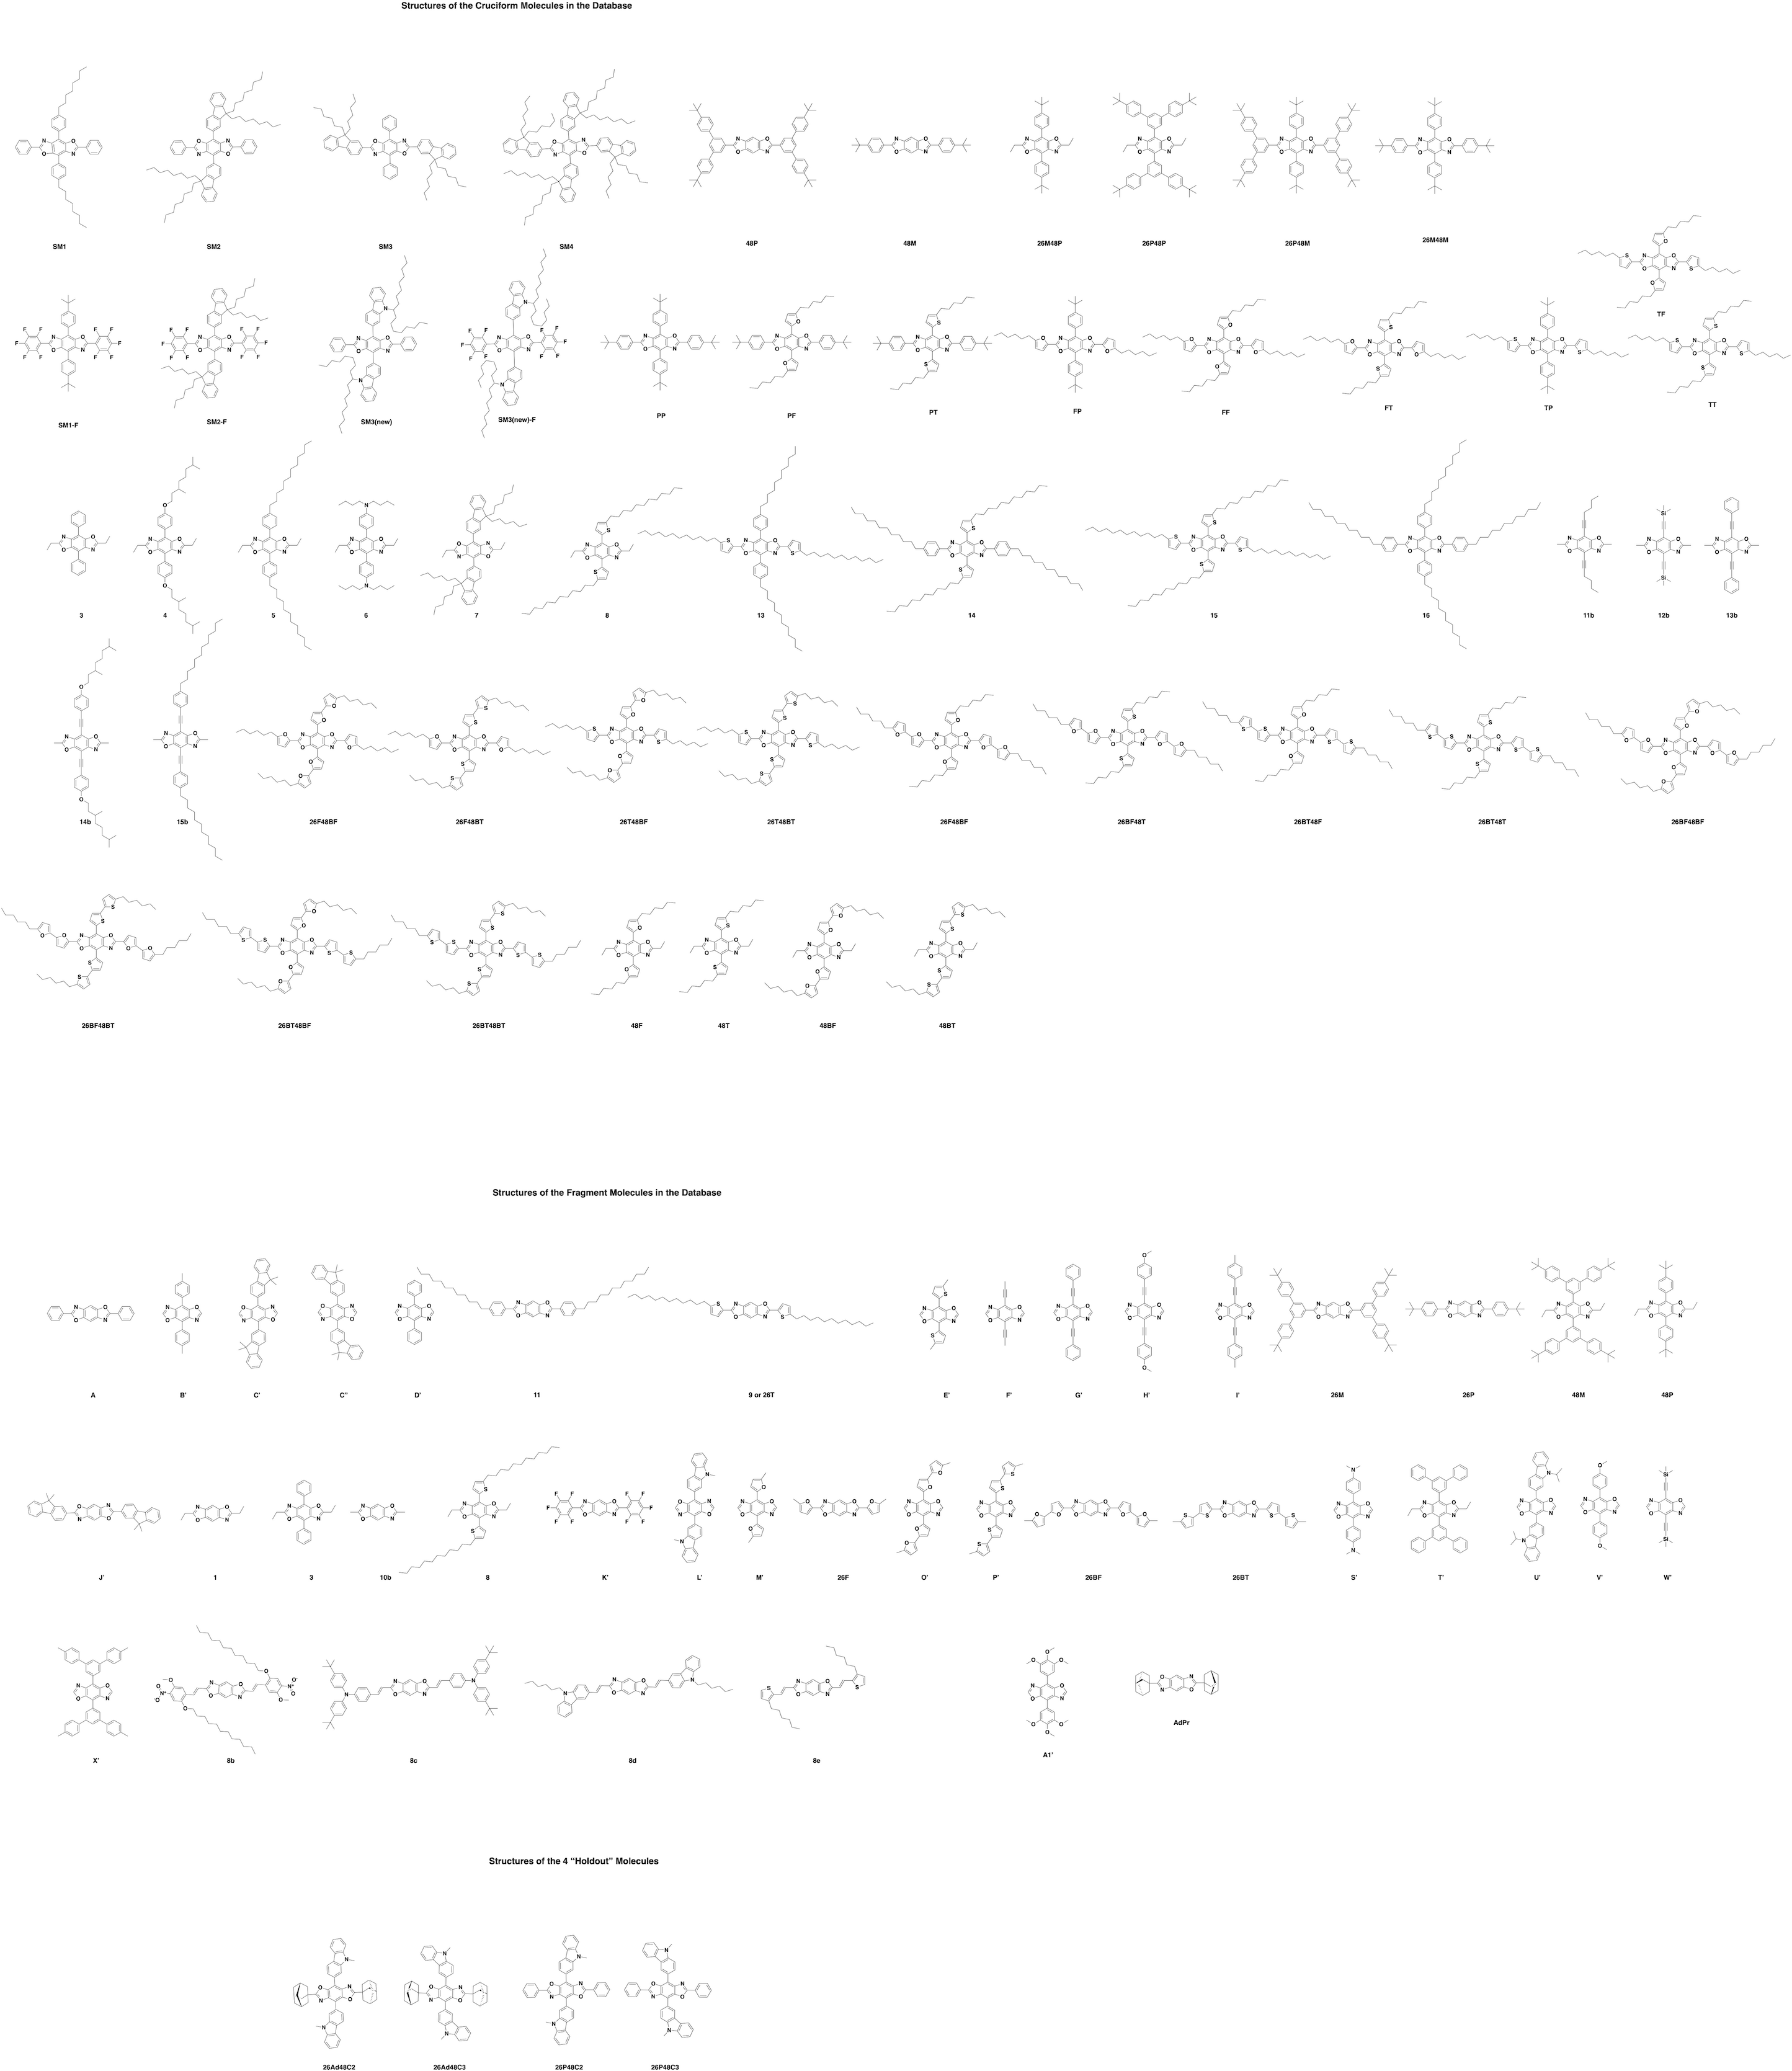 Structures of the Cruciform Molecules in the Database
SM1 SM2 SM3 SM4 48P 48M 26M48P 26P48P 26P48M 26M48M
TF
SM1-F SM2-F SM3(new) SM3(new)-F PP PF PT FP FF FT TP TT
3 4 5 6 7 8 13 14 15 16 11b 12b 13b
14b 15b 26F48BF 26F48BT 26T48BF 26T48BT 26F48BF 26BF48T 26BT48F 26BT48T 26BF48BF
26BF48BT 26BT48BF 26BT48BT 48F 48T 48BF 48BT
Structures of the Fragment Molecules in the Database
A B' C' C'' D' 11 9 or 26T E' F' G' H' I' 26M 26P 48M 48P
J' 1 3 10b 8 K' L' M' 26F O' P' 26BF 26BT S' T' U' V' W'
X' 8b 8c 8d 8e A1' AdPr
Structures of the 4 “Holdout” Molecules
26Ad48C2 26Ad48C3 26P48C2 26P48C3